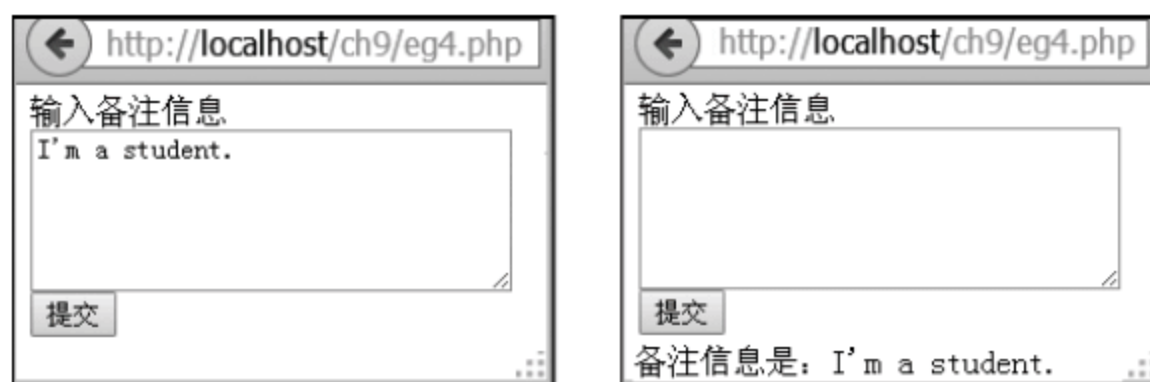 http://localhost/ch9/eg4.php
输入备注信息
I'm a student.
提交
http://localhost/ch9/eg4.php
输入备注信息
提交
备注信息是：I'm a student.